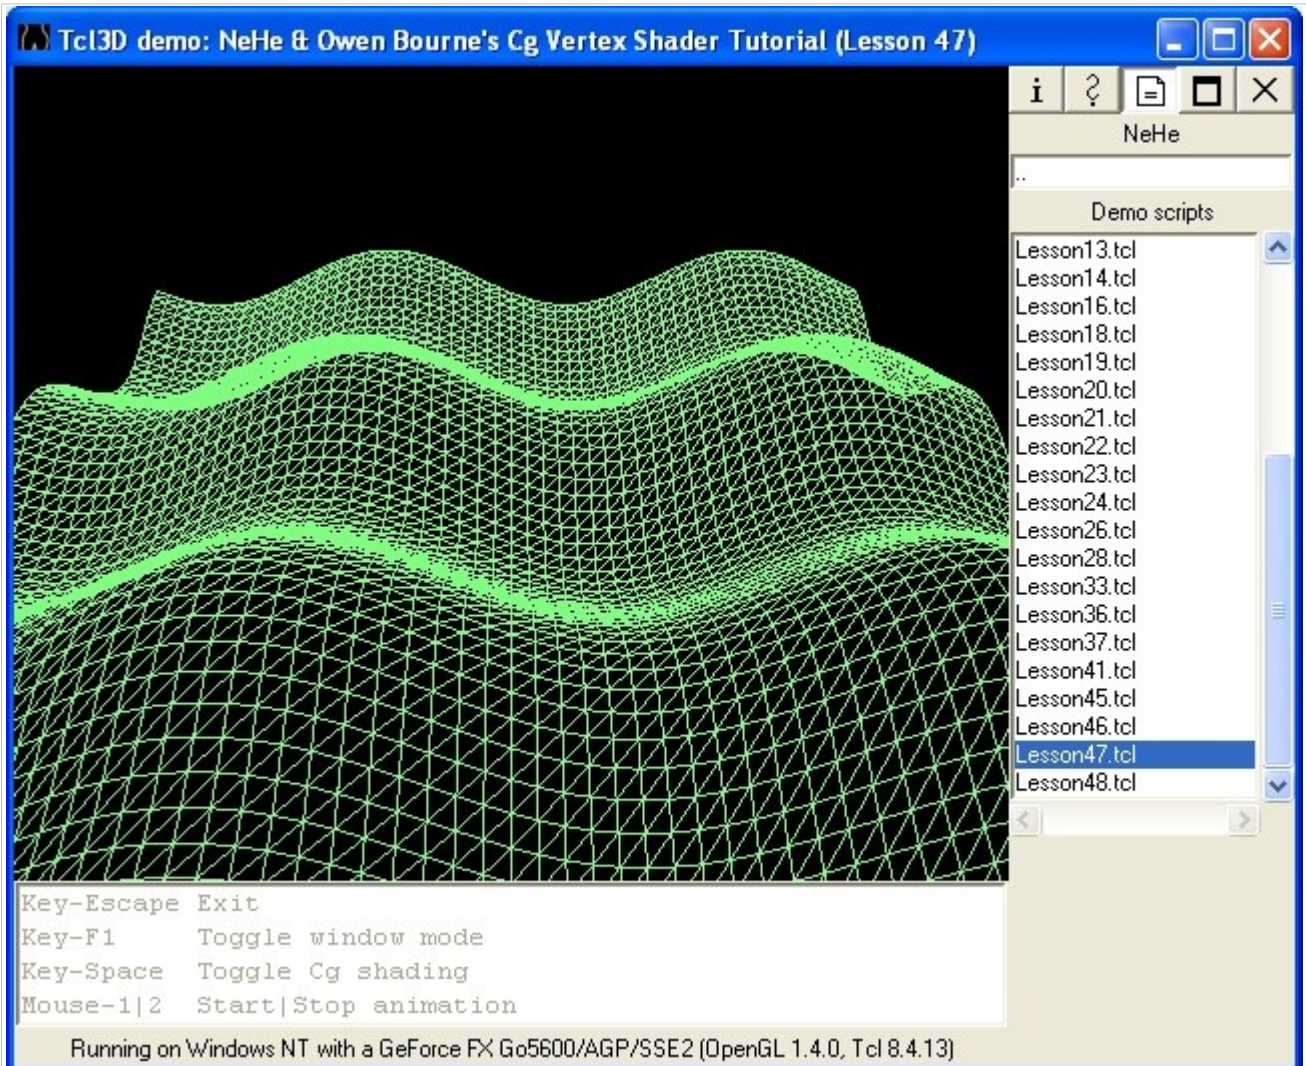 Tcl3D demo: NeHe & Owen Bourne's Cg Vertex Shader Tutorial (Lesson 47)
i ?
NeHe
..
Demo scripts
Lesson13.tcl
Lesson14.tcl
Lesson16.tcl
Lesson18.tcl
Lesson19.tcl
Lesson20.tcl
Lesson21.tcl
Lesson22.tcl
Lesson23.tcl
Lesson24.tcl
Lesson26.tcl
Lesson28.tcl
Lesson33.tcl
Lesson36.tcl
Lesson37.tcl
Lesson41.tcl
Lesson45.tcl
Lesson46.tcl
Lesson47.tcl
Lesson48.tcl
Key-Escape Exit
Key-F1 Toggle window mode
Key-Space Toggle Cg shading
Mouse-1|2 Start|Stop animation
Running on Windows NT with a GeForce FX Go5600/AGP/SSE2 (OpenGL 1.4.0, Tcl 8.4.13)